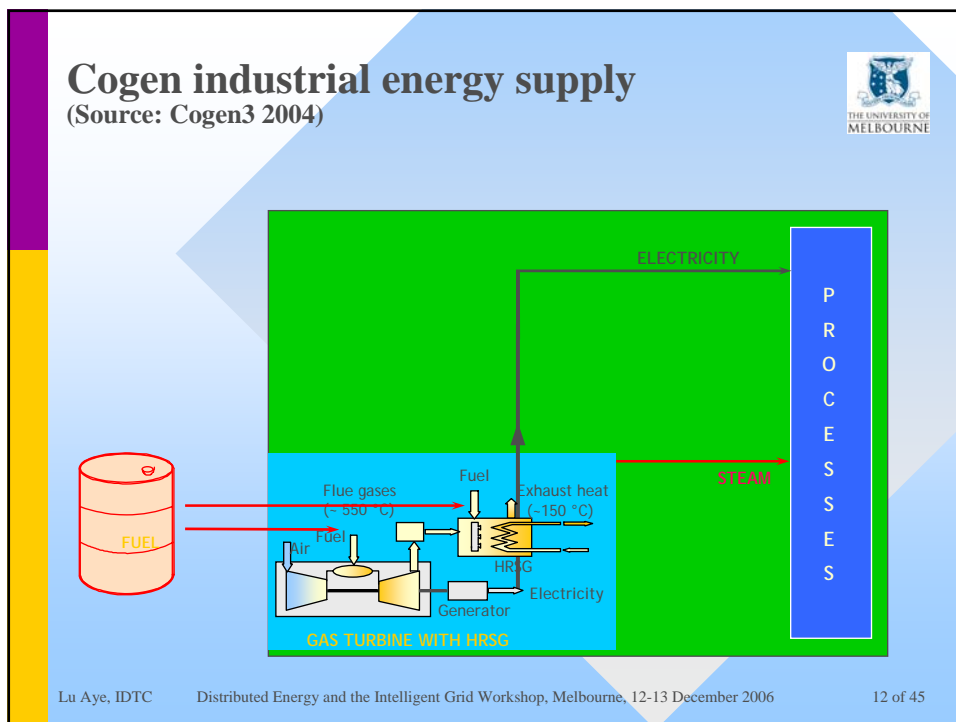 Cogen industrial energy supply
(Source: Cogen3 2004)
THE UNIVERSITY OF
MELBOURNE
ELECTRICITY
P
R
O
C
E
S
S
E
S
STEAM
FUEL
Flue gases
(~ 550 °C)
Fuel
Exhaust heat
(~150 °C)
Fuel
Air
HRSG
Generator
Electricity
GAS TURBINE WITH HRSG
Lu Aye, IDTC
Distributed Energy and the Intelligent Grid Workshop, Melbourne, 12-13 December 2006
12 of 45